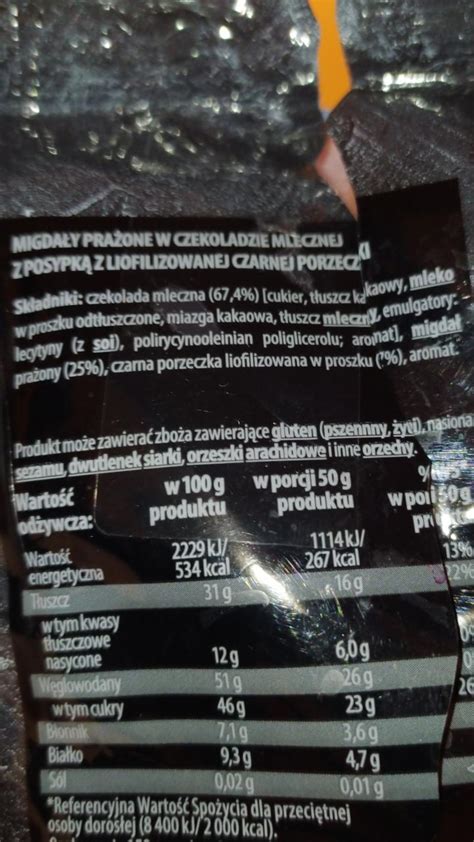 MIGDAŁY PRAŻONE W CZEKOLADZIE MLECZNEJ
Z POSYPKĄ Z LIOFILIZOWANEJ CZARNEJ PORZECZKI
Składniki: czekolada mleczna (67,4%) [cukier, tłuszcz kakaowy, mleko
w proszku odtłuszczone, miazga kakaowa, tłuszcz mleczny, emulgatory:
lecytyny (z soi), polirycynooleinian poliglicerolu; aromat], migdał
prażony (25%), czarna porzeczka liofilizowana w proszku aromat.
Produkt może zawierać zboża zawierające gluten (pszennny, żyni), nasiona
sezamu, dwutlenek siarki, orzeszki arachidowe i inne orzechy.
Wartość w 100 g w porcji 50 g %
odżywcza: produktu produktu
Wartość 2229 kJ/ 1114 kJ/ 13%
energetyczna 534 kcal 267 kcal
Tłuszcz 31 g 16 g 22%
w tym kwasy
tłuszczowe
nasycone 12 g 6,0 g
Węglowodany 51 g 26 g
w tym cukry 46 g 23 g 26
Błonnik 7,1 g 3,6 g
Białko 9,3 g 4,7 g
Sól 0,02 g 0,01 g
*Referencyjna Wartość Spożycia dla przeciętnej
osoby dorosłej (8 400 kJ/ 2 000 kcal).